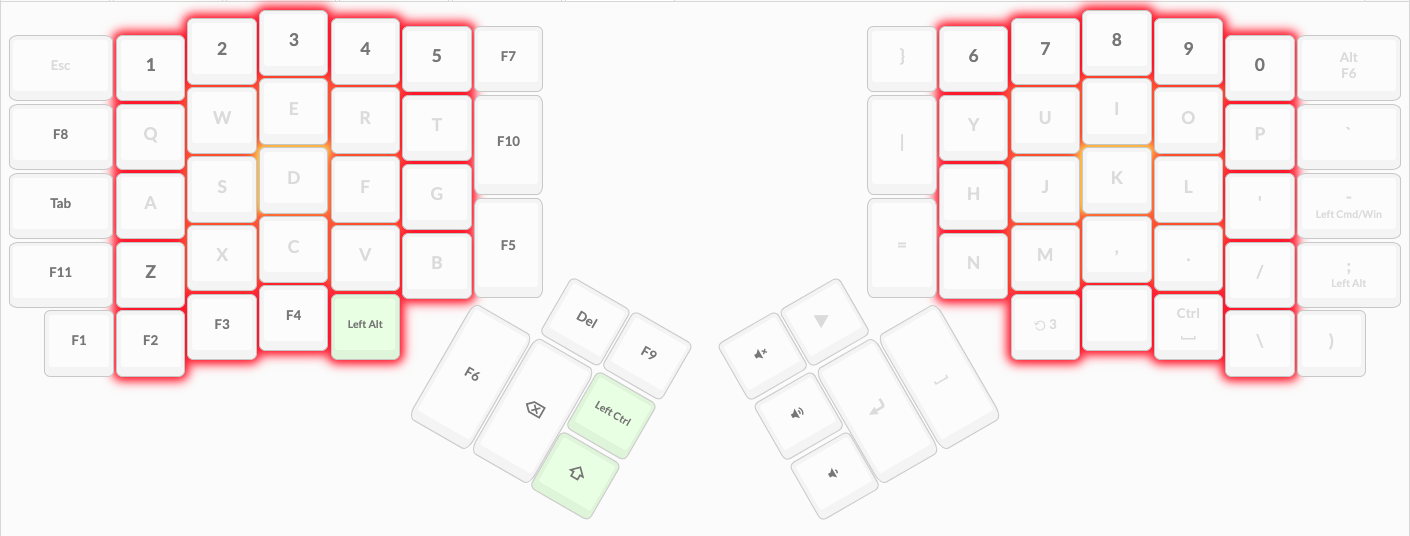 Esc 1 2 3 4 5 F7
F8 Q W E R T F10
Tab A S D F G
F11 Z X C V B F5
F1 F2 F3 F4 Left Alt
Del F9
F6 Left Ctrl
} 6 7 8 9 0 Alt
F6
| Y U I O P `
H J K L ' -
Left Cmd/Win
= N M , . / ;
Left Alt
3 Ctrl \ )